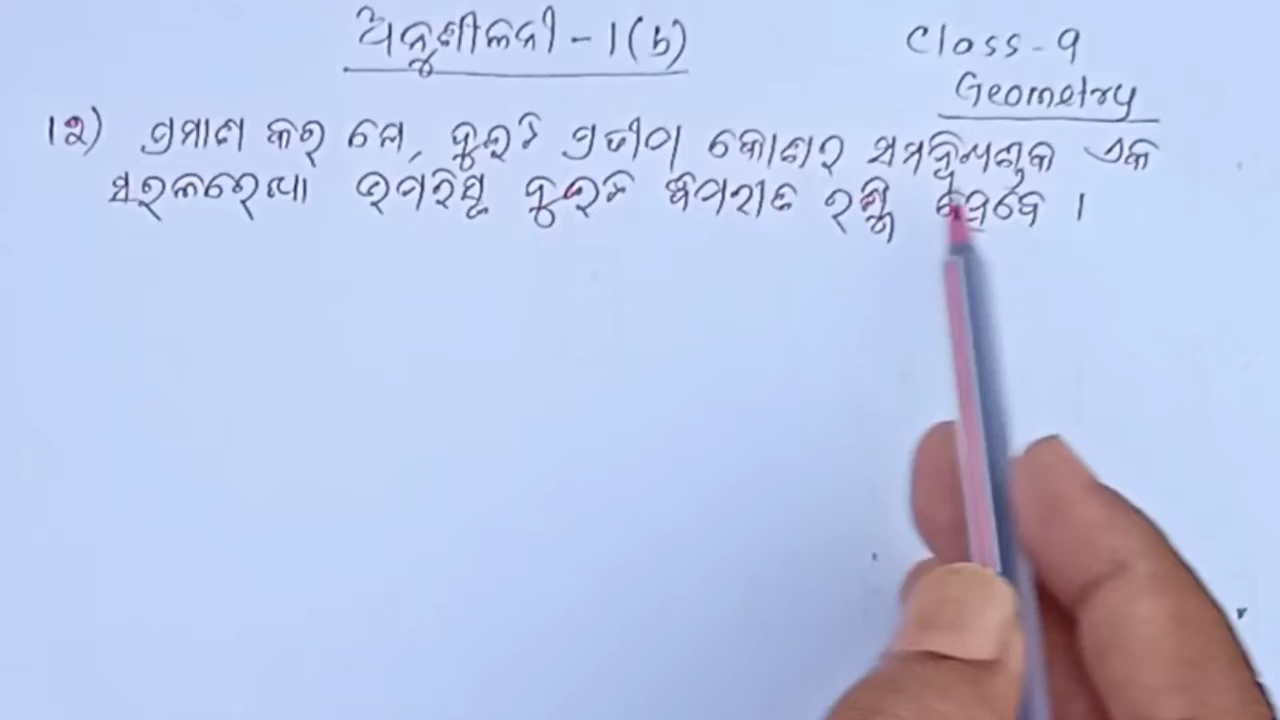 ଅନୁଶୀଳନୀ - 1(b)
Class - 9
Geometry
12) ପ୍ରମାଣ କର ଯେ, ଦୁଇଟି ପ୍ରତୀପ କୋଣର ସମଦ୍ବିଖଣ୍ଡକ ଏକ
ସରଳରେଖା ଉପରିସ୍ଥ ଦୁଇଟି ବିପରୀତ ରଶ୍ମି ହେବେ ।